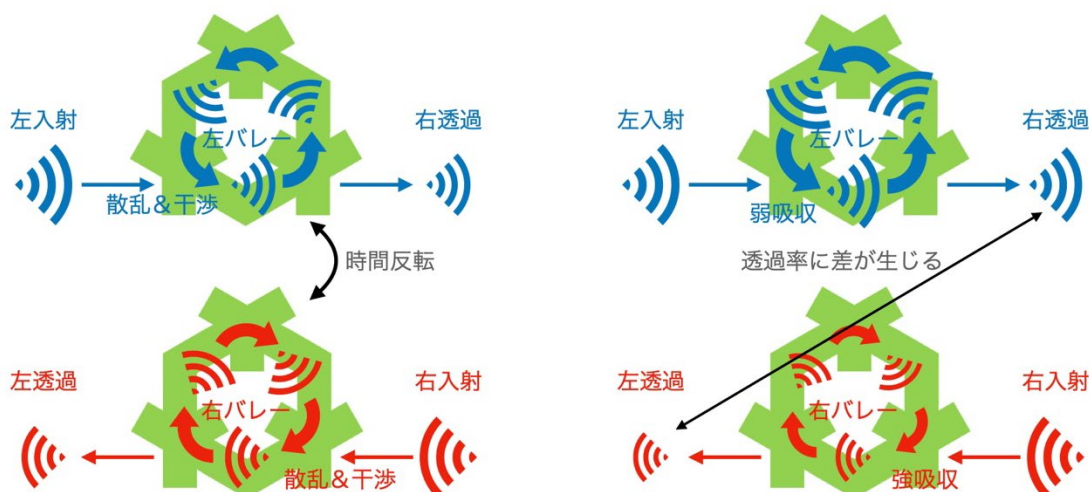 左入射
左バレー
右透過
散乱＆干渉
時間反転
左透過
右バレー
右入射
散乱＆干渉
左入射
左バレー
右透過
弱吸収
透過率に差が生じる
左透過
右バレー
右入射
強吸収